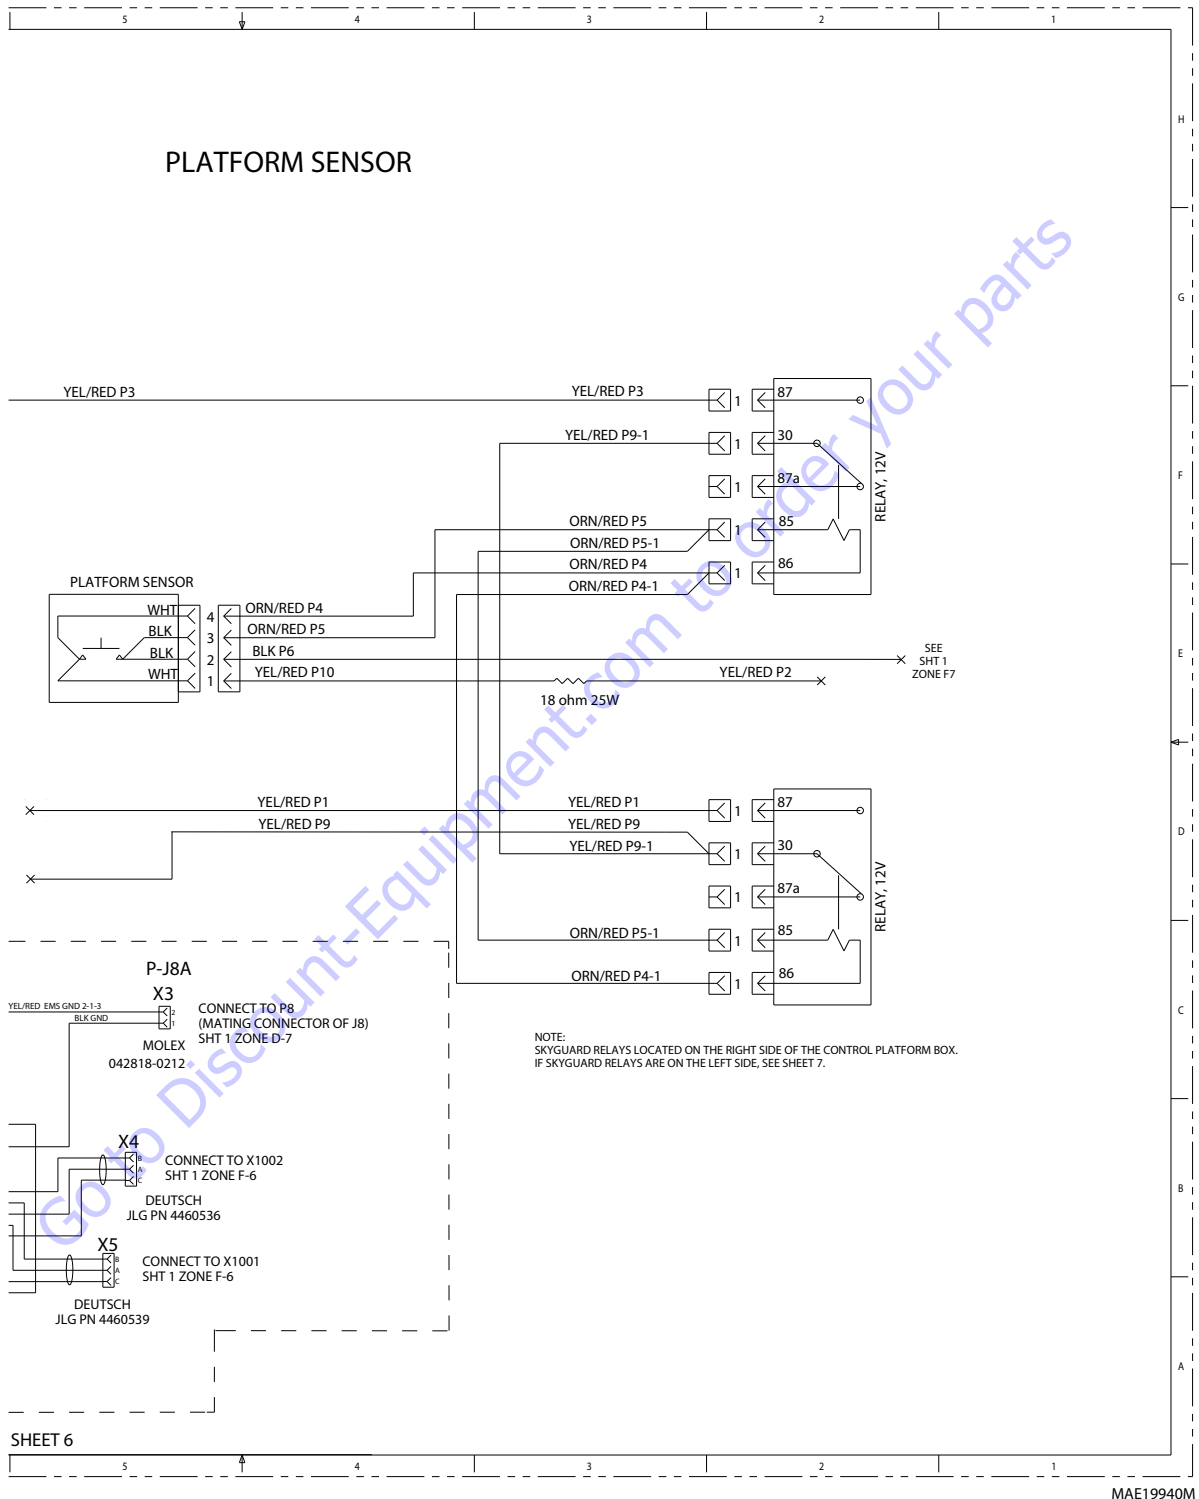 5 4 3 2 1
H
PLATFORM SENSOR
G
YEL/RED P3
YEL/RED P3
1
87
YEL/RED P9-1
1
30
1
87a
F
RELAY, 12V
ORN/RED P5
1
85
ORN/RED P5-1
ORN/RED P4
1
86
ORN/RED P4-1
PLATFORM SENSOR
WHT
4
ORN/RED P4
BLK
3
ORN/RED P5
BLK
2
BLK P6
WHT
1
YEL/RED P10
18 ohm 25W
YEL/RED P2
SEE
SHT 1
ZONE F7
E
YEL/RED P1
YEL/RED P1
1
87
YEL/RED P9
YEL/RED P9
D
YEL/RED P9-1
1
30
1
87a
RELAY, 12V
ORN/RED P5-1
1
85
ORN/RED P4-1
1
86
P-J8A
X3
YEL/RED EMS GND 2-1-3
2
BLK GND
1
CONNECT TO P8
(MATING CONNECTOR OF J8)
SHT 1 ZONE D-7
MOLEX
042818-0212
C
NOTE:
SKYGUARD RELAYS LOCATED ON THE RIGHT SIDE OF THE CONTROL PLATFORM BOX.
IF SKYGUARD RELAYS ARE ON THE LEFT SIDE, SEE SHEET 7.
X4
B
A
C
CONNECT TO X1002
SHT 1 ZONE F-6
DEUTSCH
JLG PN 4460536
B
X5
B
A
C
CONNECT TO X1001
SHT 1 ZONE F-6
DEUTSCH
JLG PN 4460539
A
SHEET 6
5 4 3 2 1
MAE19940M
Go to Discount-Equipment.com to order your parts